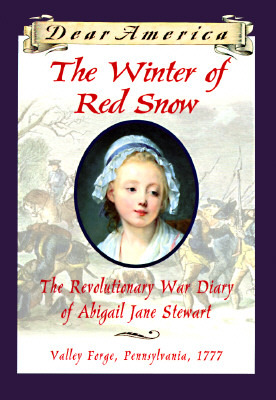 Dear America
The Winter of
Red Snow
The Revolutionary War Diary
of Abigail Jane Stewart
Valley Forge, Pennsylvania, 1777